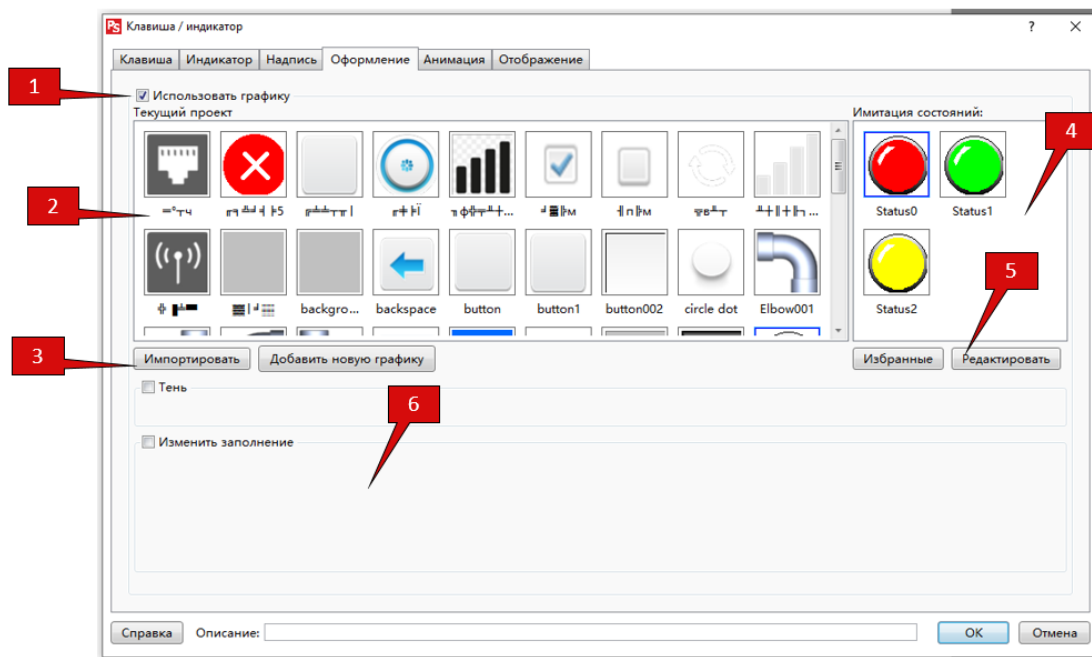 PS Клавиша / индикатор ? ×
Клавиша Индикатор Надпись Оформление Анимация Отображение
1
Использовать графику
Текущий проект
Имитация состояний:
4
2
Status0 Status1
5
backgro... backspace button button1 button002 circle dot Elbow001
Status2
3
Импортировать Добавить новую графику
Избранные Редактировать
Тень
6
Изменить заполнение
Справка Описание: OK Отмена